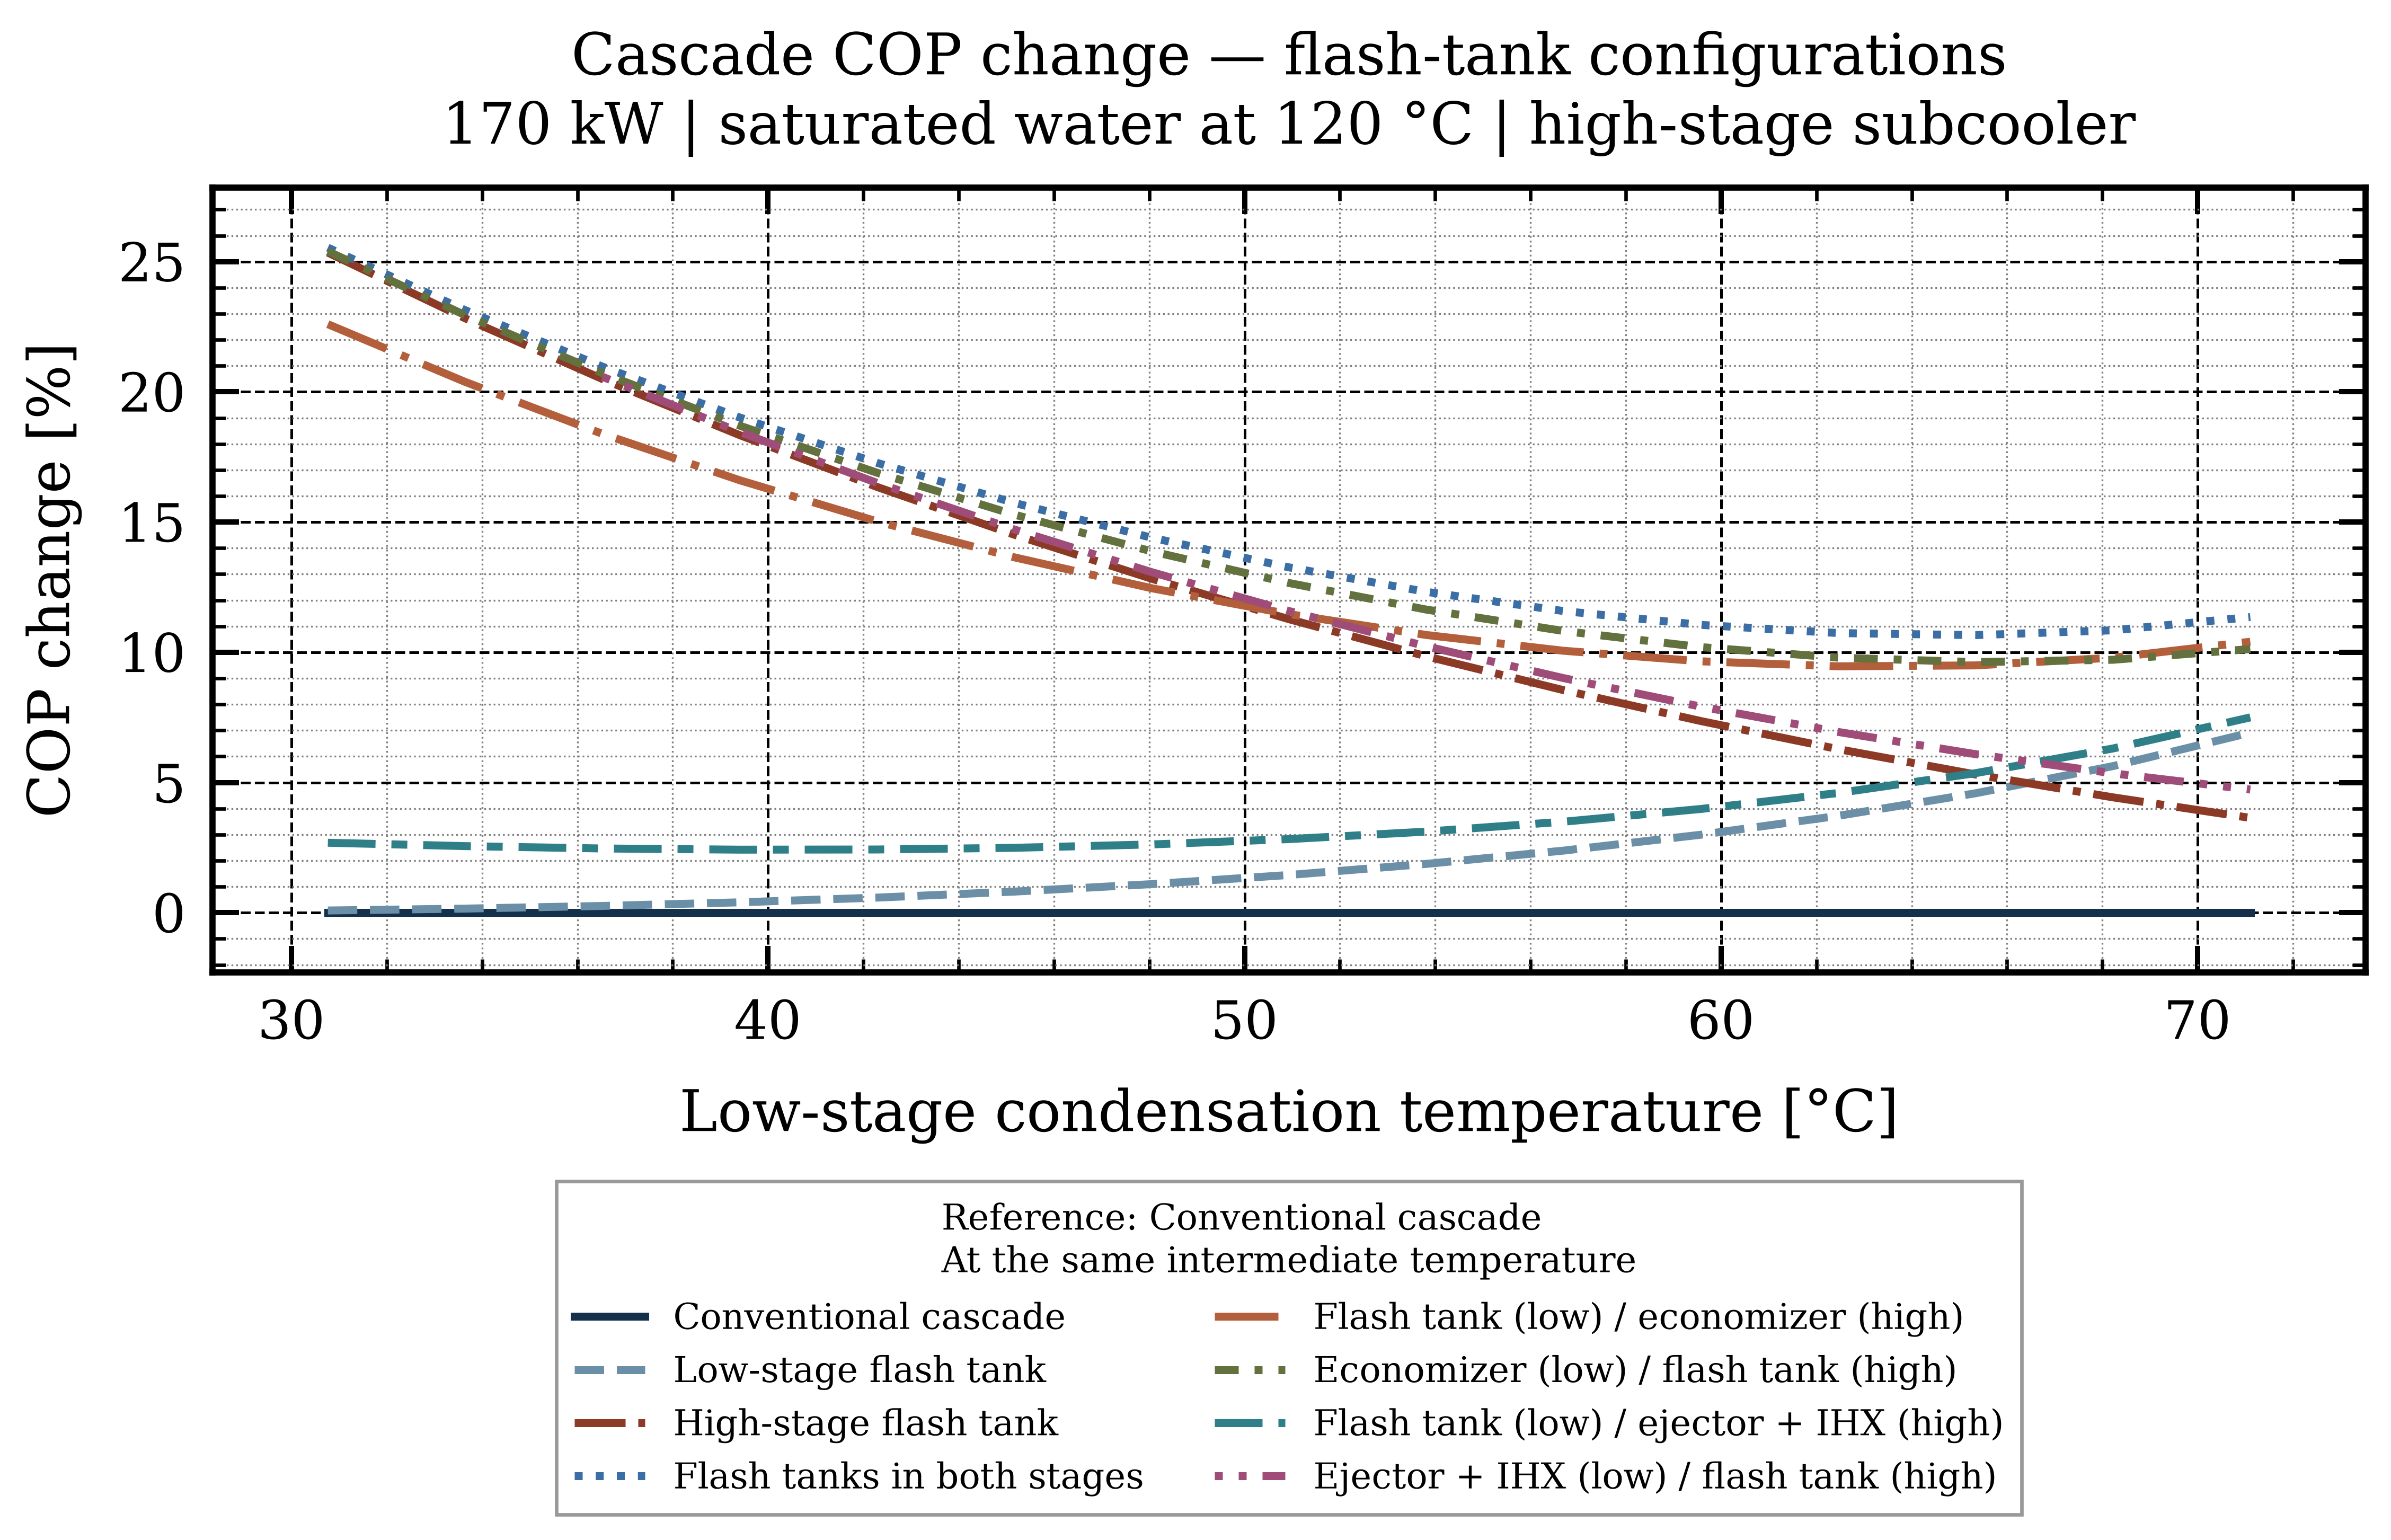 Cascade COP change — flash-tank configurations
170 kW | saturated water at 120 °C | high-stage subcooler
COP change [%]
25
20
15
10
5
0
30
40
50
60
70
Low-stage condensation temperature [°C]
Reference: Conventional cascade
At the same intermediate temperature
Conventional cascade
Low-stage flash tank
High-stage flash tank
Flash tanks in both stages
Flash tank (low) / economizer (high)
Economizer (low) / flash tank (high)
Flash tank (low) / ejector + IHX (high)
Ejector + IHX (low) / flash tank (high)